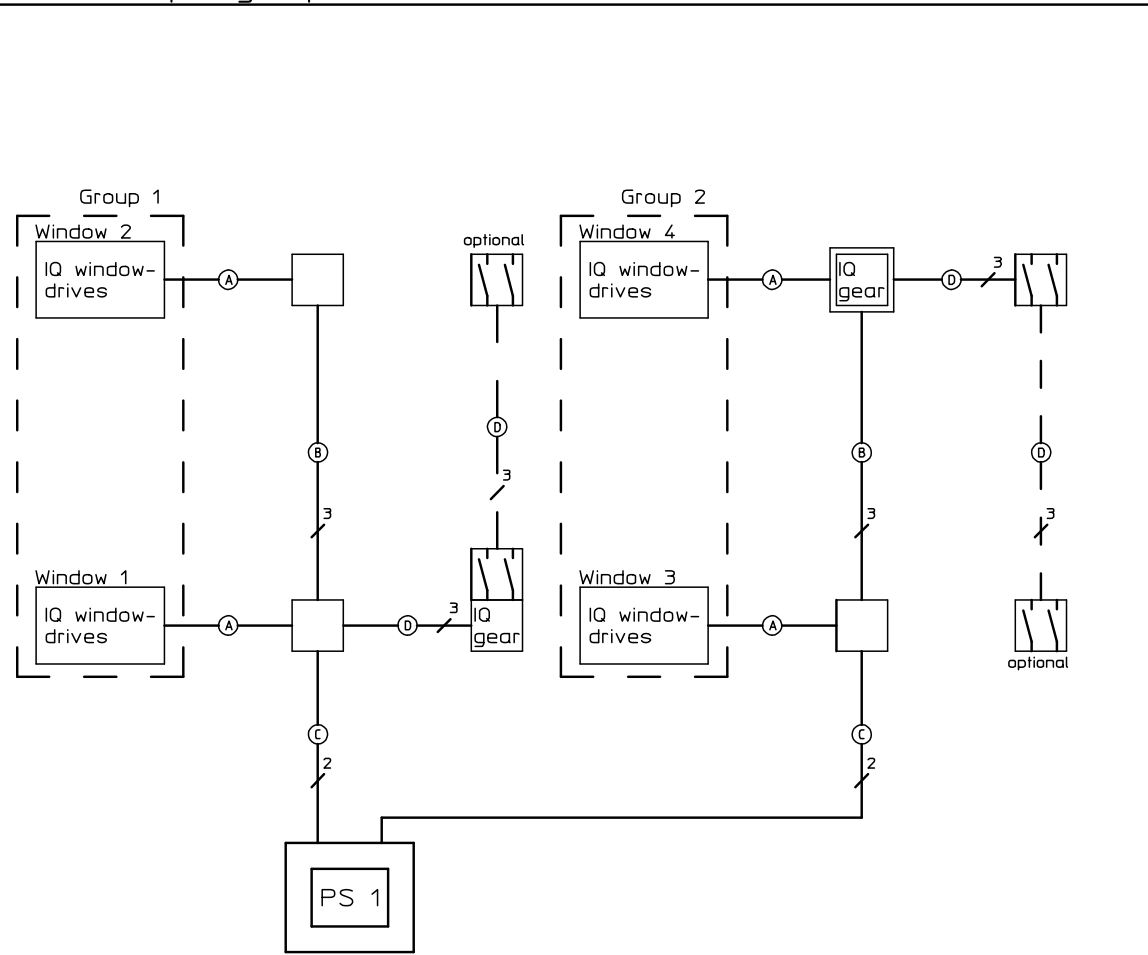 Group 1
Group 2
Window 2
optional
Window 4
IQ window-
drives
A
IQ window-
drives
A
IQ
gear
D
3
D
B
3
3
B
3
D
3
Window 1
IQ window-
drives
A
D
3
IQ
gear
Window 3
IQ window-
drives
A
optional
C
2
C
2
PS 1